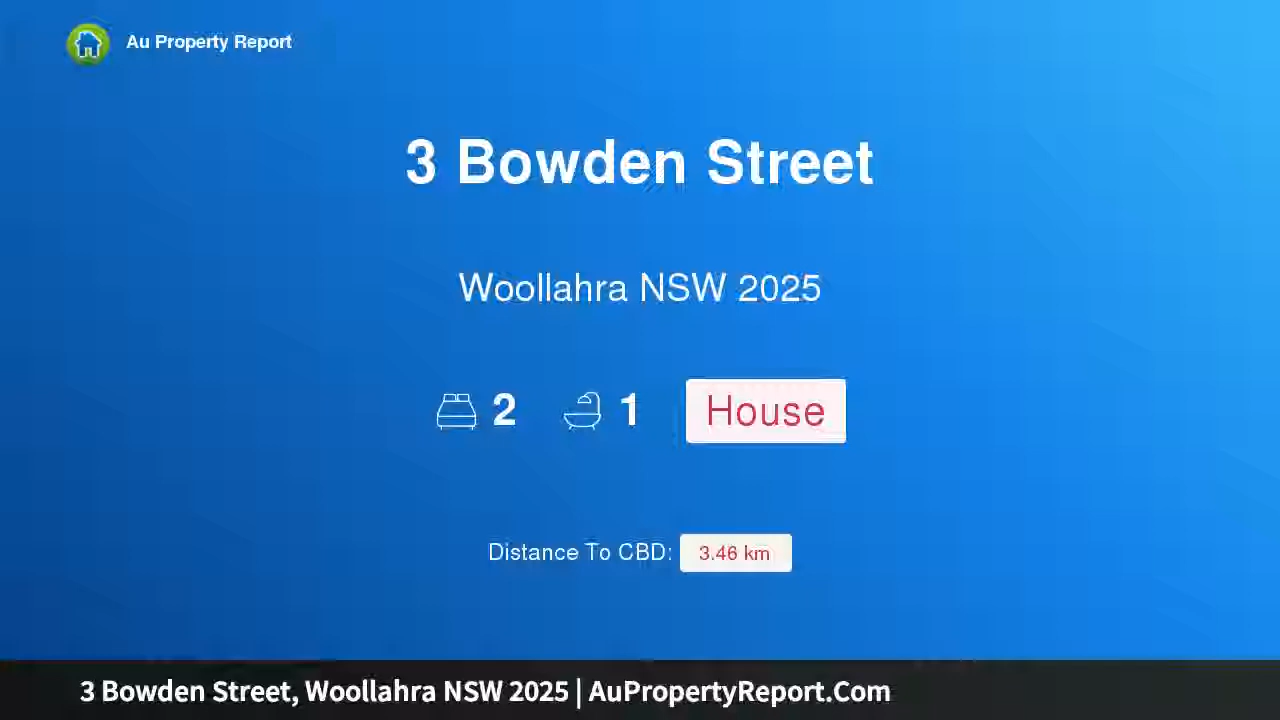 Au Property Report
3 Bowden Street
Woollahra NSW 2025
2 1 House
Distance To CBD: 3.46 km
3 Bowden Street, Woollahra NSW 2025 | AuPropertyReport.Com